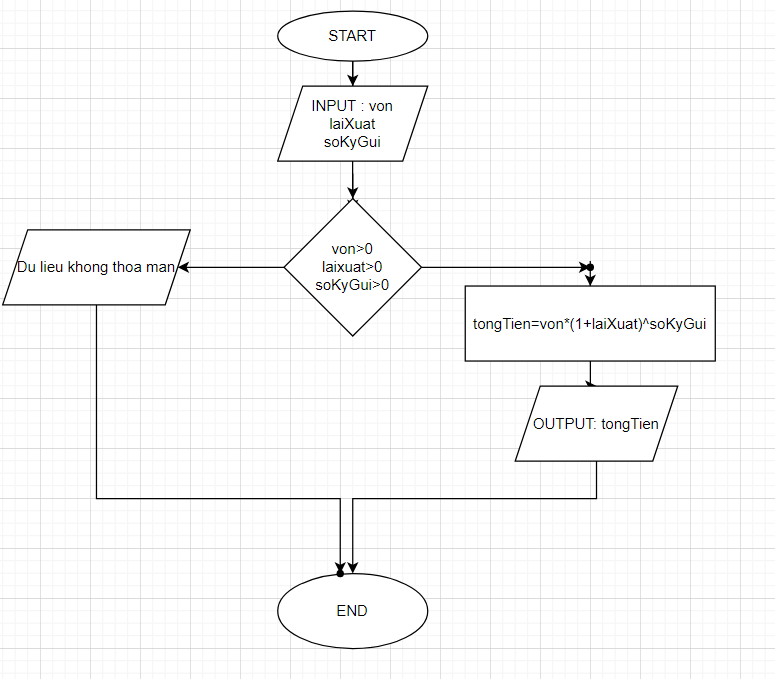 START
INPUT : von
laiXuat
soKyGui
von>0
laixuat>0
soKyGui>0
Du lieu khong thoa man
tongTien=von*(1+laiXuat)^soKyGui
OUTPUT: tongTien
END